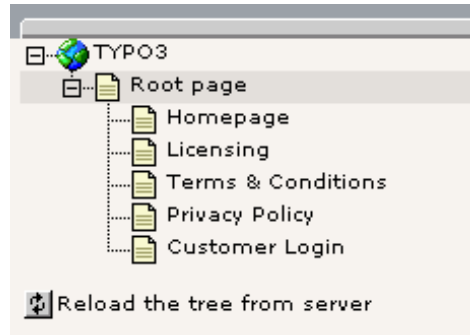 TYPO3
Root page
Homepage
Licensing
Terms & Conditions
Privacy Policy
Customer Login
Reload the tree from server